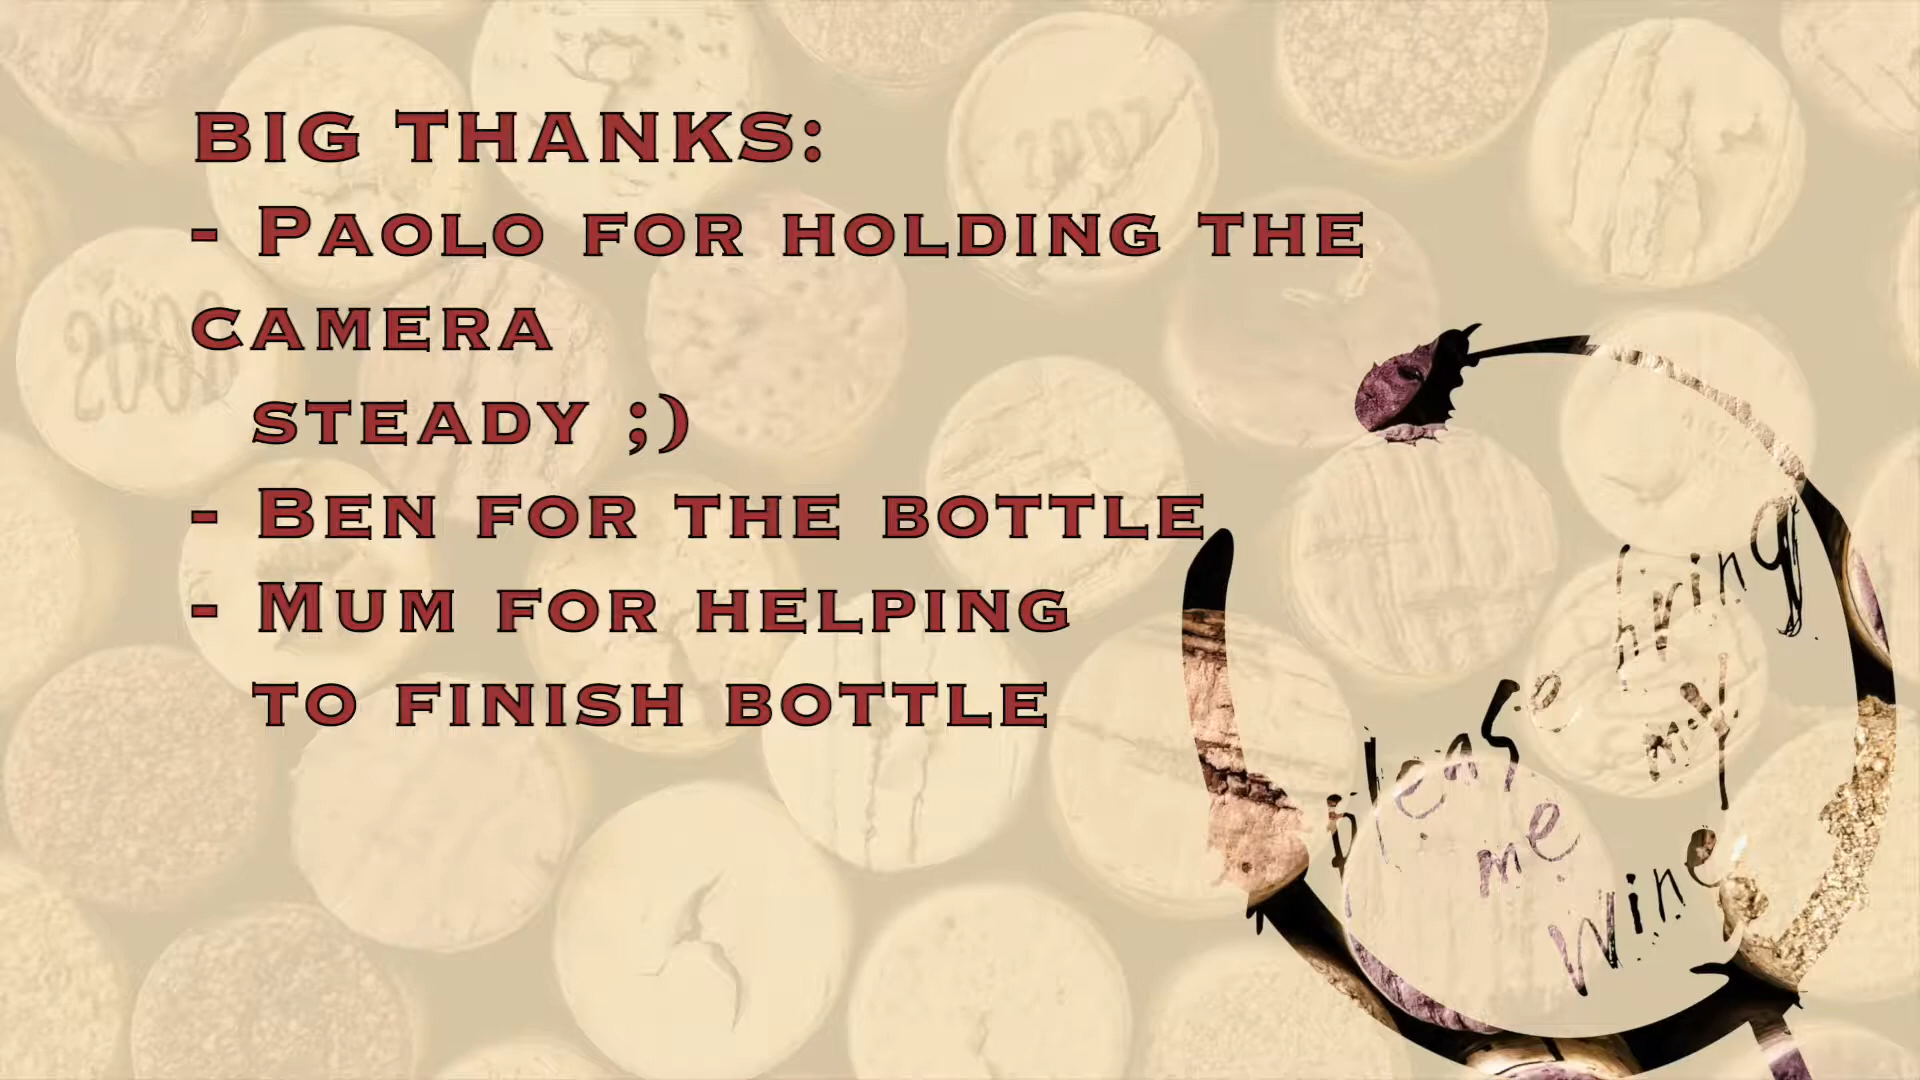 BIG THANKS:
- PAOLO FOR HOLDING THE
CAMERA
STEADY ;)
- BEN FOR THE BOTTLE
- MUM FOR HELPING
TO FINISH BOTTLE
2007
please bring
me my
wine